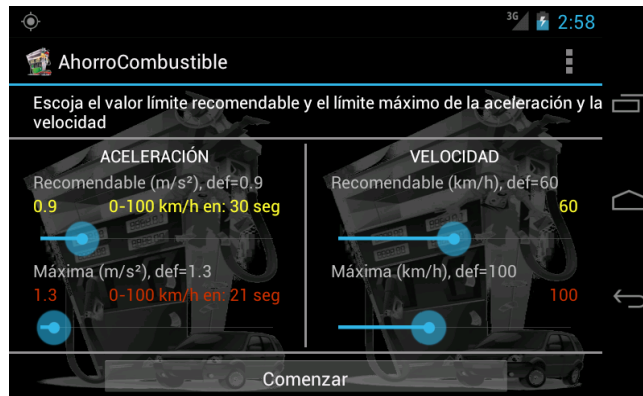 3G 2:58
AhorroCombustible
Escoja el valor límite recomendable y el límite máximo de la aceleración y la
velocidad
ACELERACIÓN
Recomendable (m/s²), def=0.9
0.9 0-100 km/h en: 30 seg
Máxima (m/s²), def=1.3
1.3 0-100 km/h en: 21 seg
VELOCIDAD
Recomendable (km/h), def=60
60
Máxima (km/h), def=100
100
Comenzar